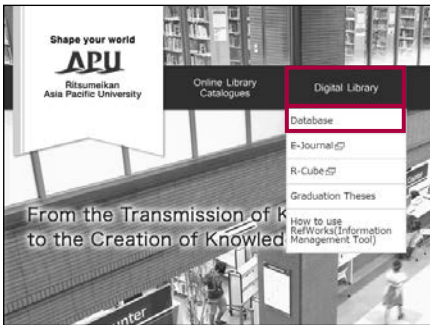 Shape your world
APU
Ritsumeikan
Asia Pacific University
Online Library
Catalogues
Digital Library
Database
E-Journal
R-Cube
Graduation Theses
How to use
RefWorks(Information
Management Tool)
From the Transmission of K
to the Creation of Knowled